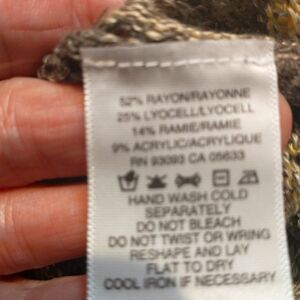 52% RAYON/RAYONNE
25% LYOCELL/LYOCELL
14% RAMIE/RAMIE
9% ACRYLIC/ACRYLIQUE
RN 93093 CA 05633
HAND WASH COLD
SEPARATELY
DO NOT BLEACH
DO NOT TWIST OR WRING
RESHAPE AND LAY
FLAT TO DRY
COOL IRON IF NECESSARY